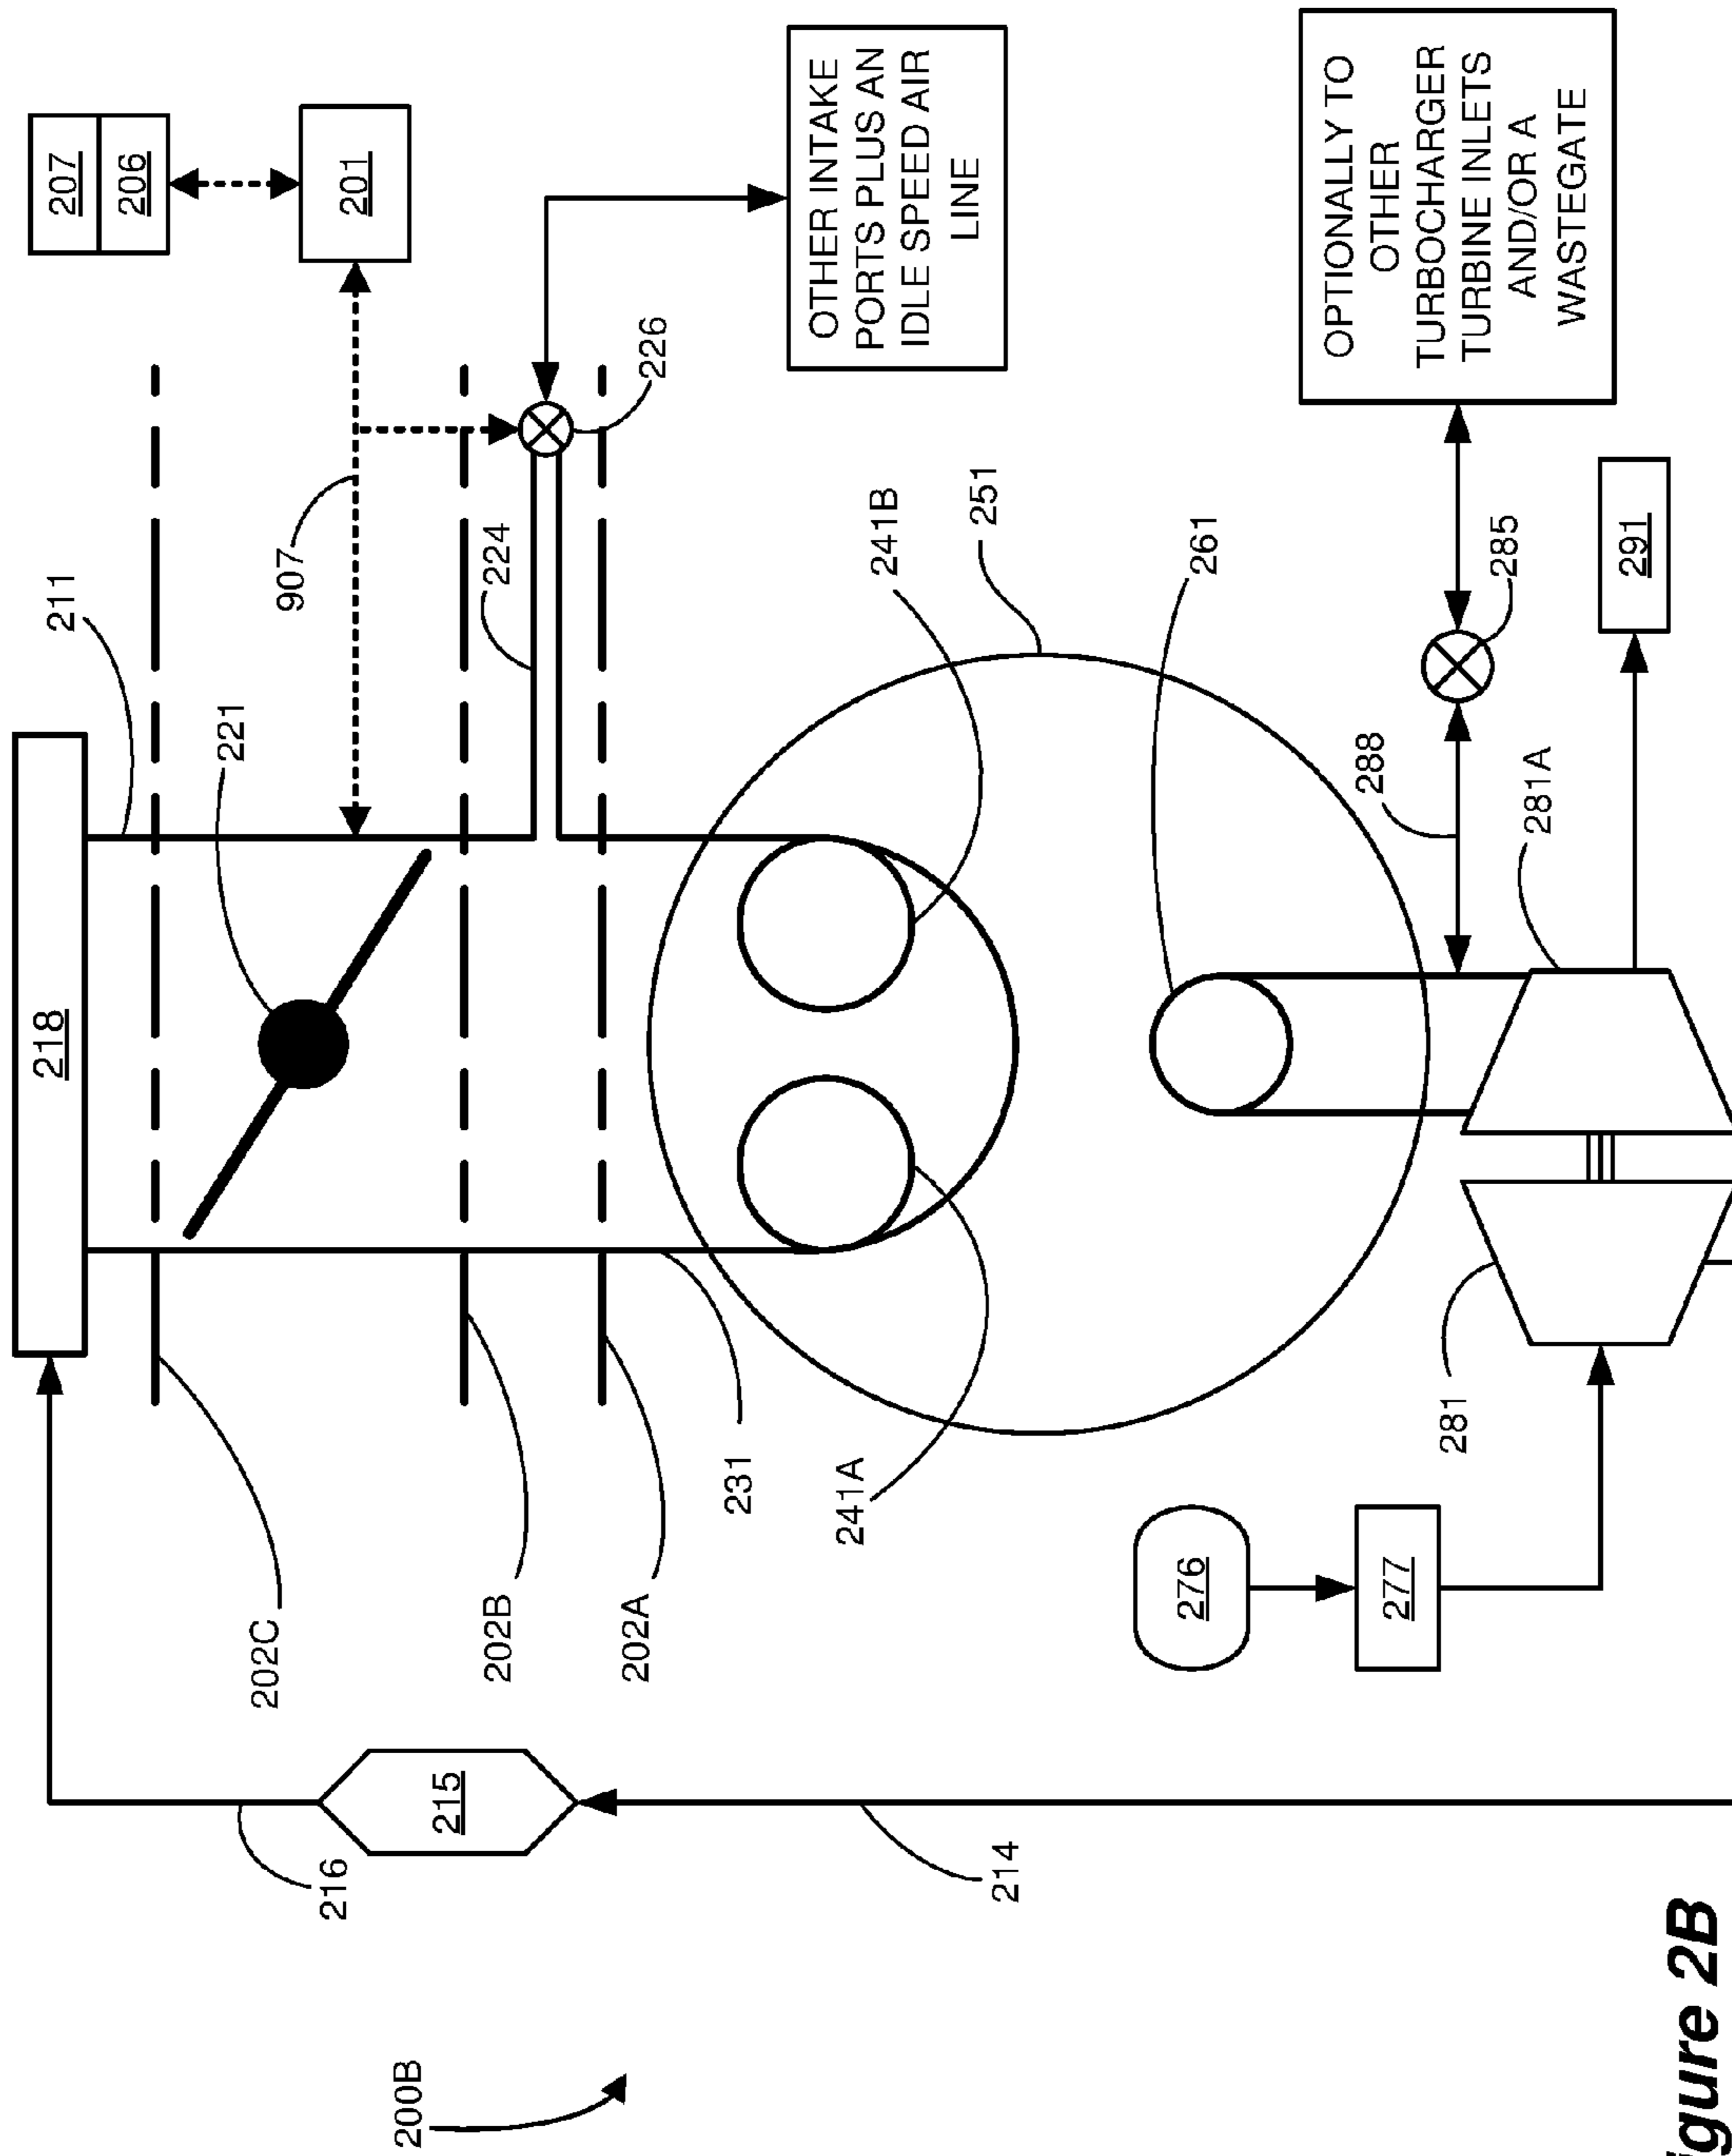 218
211
207
206
221
202C
907
216
201
200B
215
202B
224
202A
226
231
OTHER INTAKE
PORTS PLUS AN
IDLE SPEED AIR
LINE
241A
241B
251
214
276
261
OPTIONALLY TO
OTHER
TURBOCHARGER
TURBINE INLETS
AND/OR A
WASTEGATE
288
277
281
285
281A
291
igure 2B